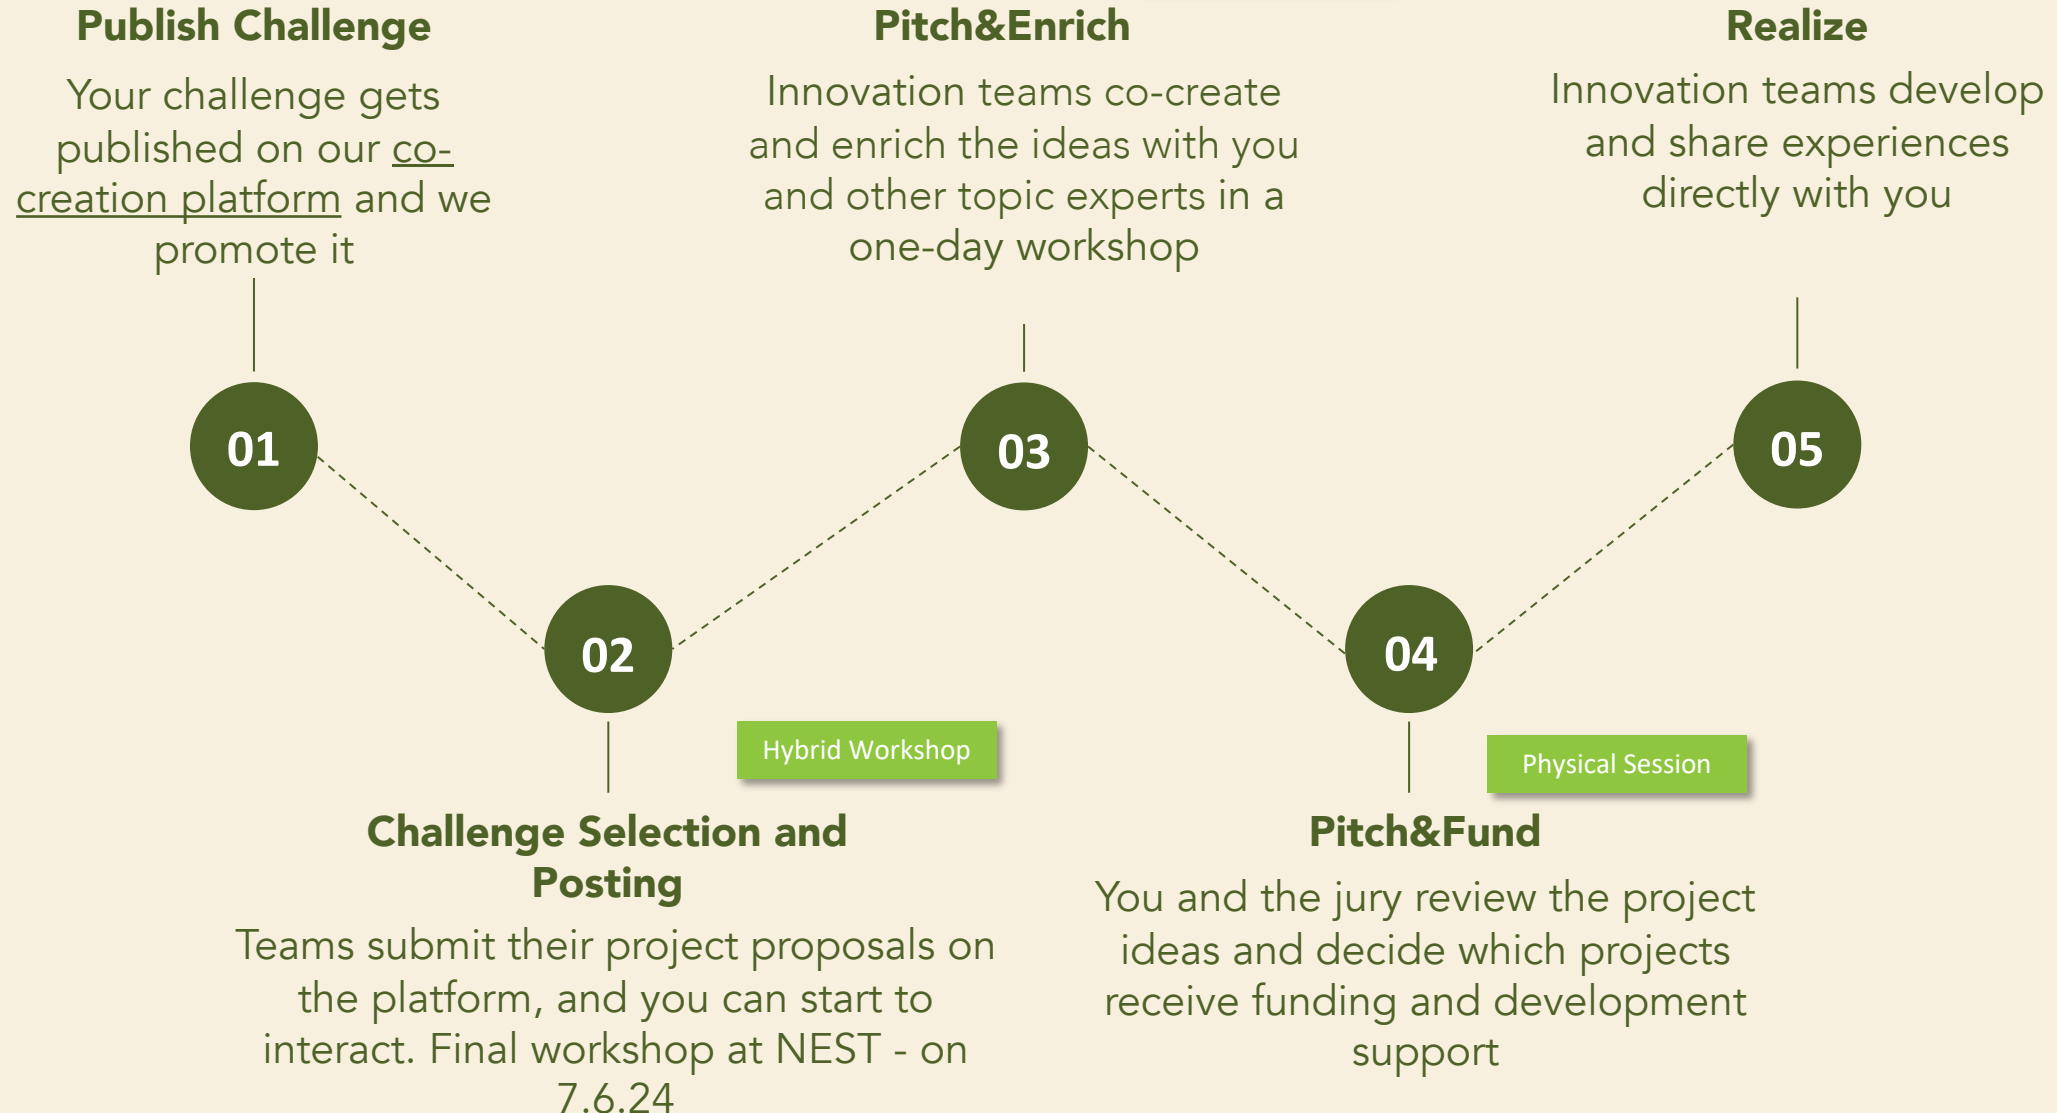 Publish Challenge
Your challenge gets
published on our co-
creation platform and we
promote it
01
Challenge Selection and
Posting
Teams submit their project proposals on
the platform, and you can start to
interact. Final workshop at NEST - on
7.6.24
02
Hybrid Workshop
Pitch&Enrich
Innovation teams co-create
and enrich the ideas with you
and other topic experts in a
one-day workshop
03
04
Physical Session
Pitch&Fund
You and the jury review the project
ideas and decide which projects
receive funding and development
support
Realize
Innovation teams develop
and share experiences
directly with you
05